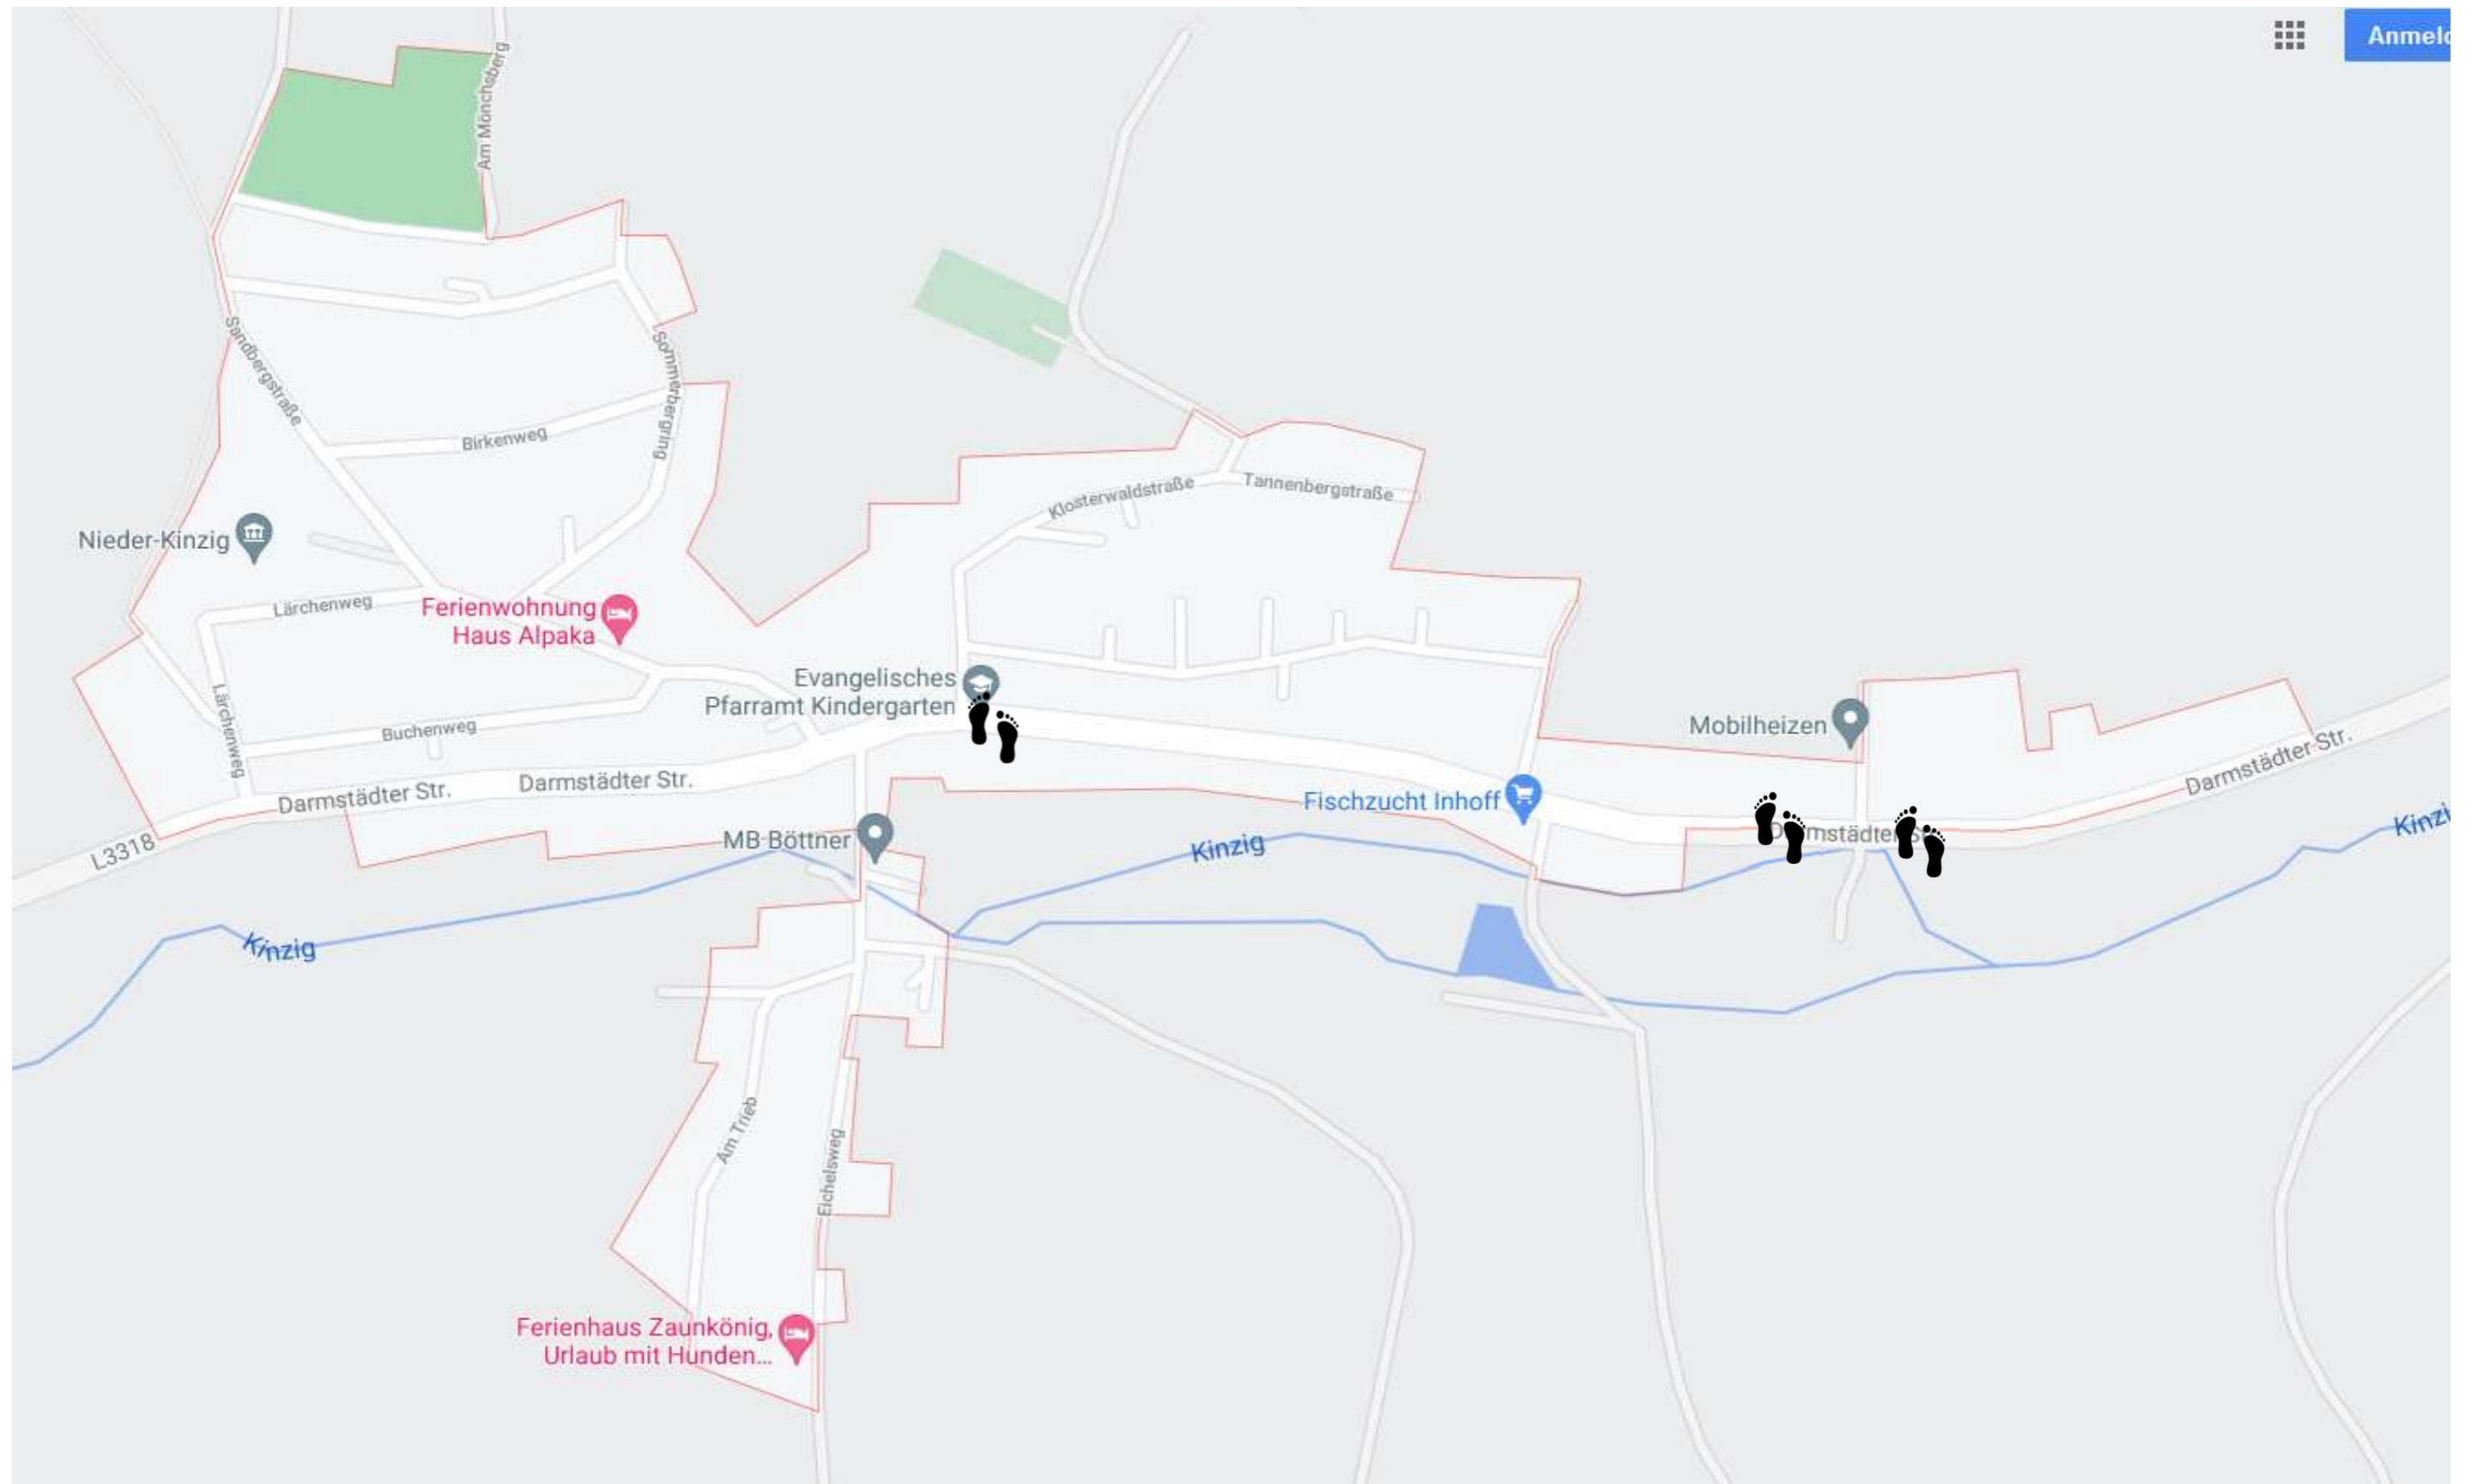 Anmeld
Am Mönchsberg
Sandbergstraße
Sommerbergring
Birkenweg
Klosterwaldstraße
Tannenbergstraße
Nieder-Kinzig
Lärchenweg
Ferienwohnung
Haus Alpaka
Evangelisches
Pfarramt Kindergarten
Lärchenweg
Buchenweg
Mobilheizen
Darmstädter Str.
Darmstädter Str.
Darmstädter Str.
Fischzucht Inhoff
MB Böttner
L3318
Kinzig
Kinzi
Kinzig
Am Trieb
Eichelsweg
Ferienhaus Zaunkönig,
Urlaub mit Hunden...